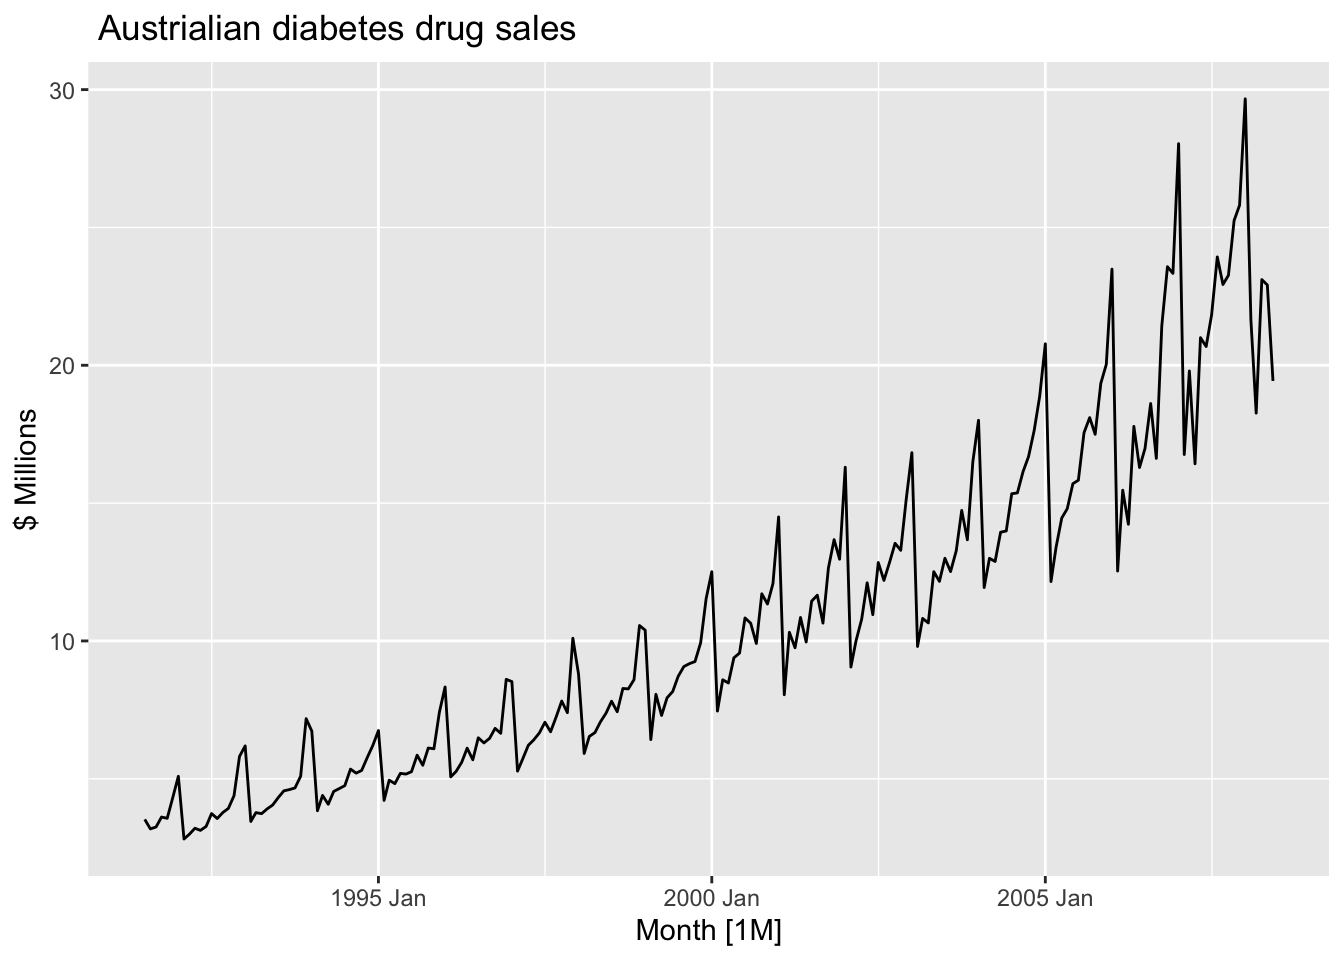 Austrialian diabetes drug sales
30
20
10
$ Millions
1995 Jan
2000 Jan
2005 Jan
Month [1M]